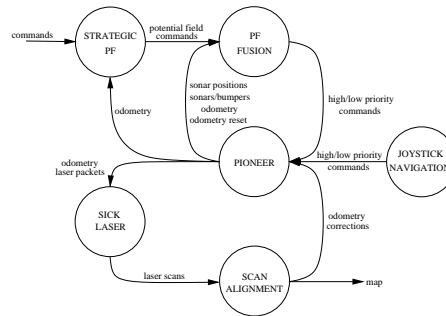 commands
STRATEGIC
PF
potential field
commands
PF
FUSION
sonar positions
sonars/bumpers
odometry
odometry reset
high/low priority
commands
odometry
PIONEER
high/low priority
commands
JOYSTICK
NAVIGATION
odometry
laser packets
SICK
LASER
odometry
corrections
laser scans
SCAN
ALIGNMENT
map